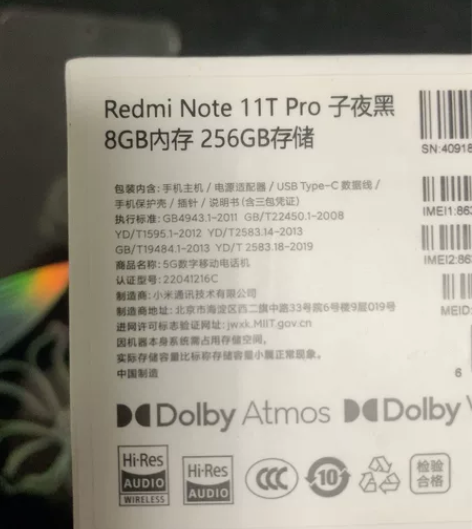 Redmi Note 11T Pro 子夜黑
8GB内存 256GB存储
SN:40918
包装内含: 手机主机 / 电源适配器 / USB Type-C 数据线 /
手机保护壳 / 插针 / 说明书(含三包凭证)
IMEI1:863
执行标准: GB4943.1-2011 GB/T22450.1-2008
YD/T1595.1-2012 YD/T2583.14-2013
GB/T19484.1-2013 YD/T 2583.18-2019
IMEI2:86
商品名称: 5G数字移动电话机
认证型号: 22041216C
制造商: 小米通讯技术有限公司
制造商地址: 北京市海淀区西二旗中路33号院6号楼9层019号
MEID:
进网许可标志验证网址: jwxk.MIIT.gov.cn
因机器本身系统需占用存储空间,
实际存储容量比标称存储容量小属正常现象。
中国制造
6
Dolby Atmos Dolby V
Hi-Res
AUDIO
WIRELESS
Hi-Res
AUDIO
CCC
10
检验
合格